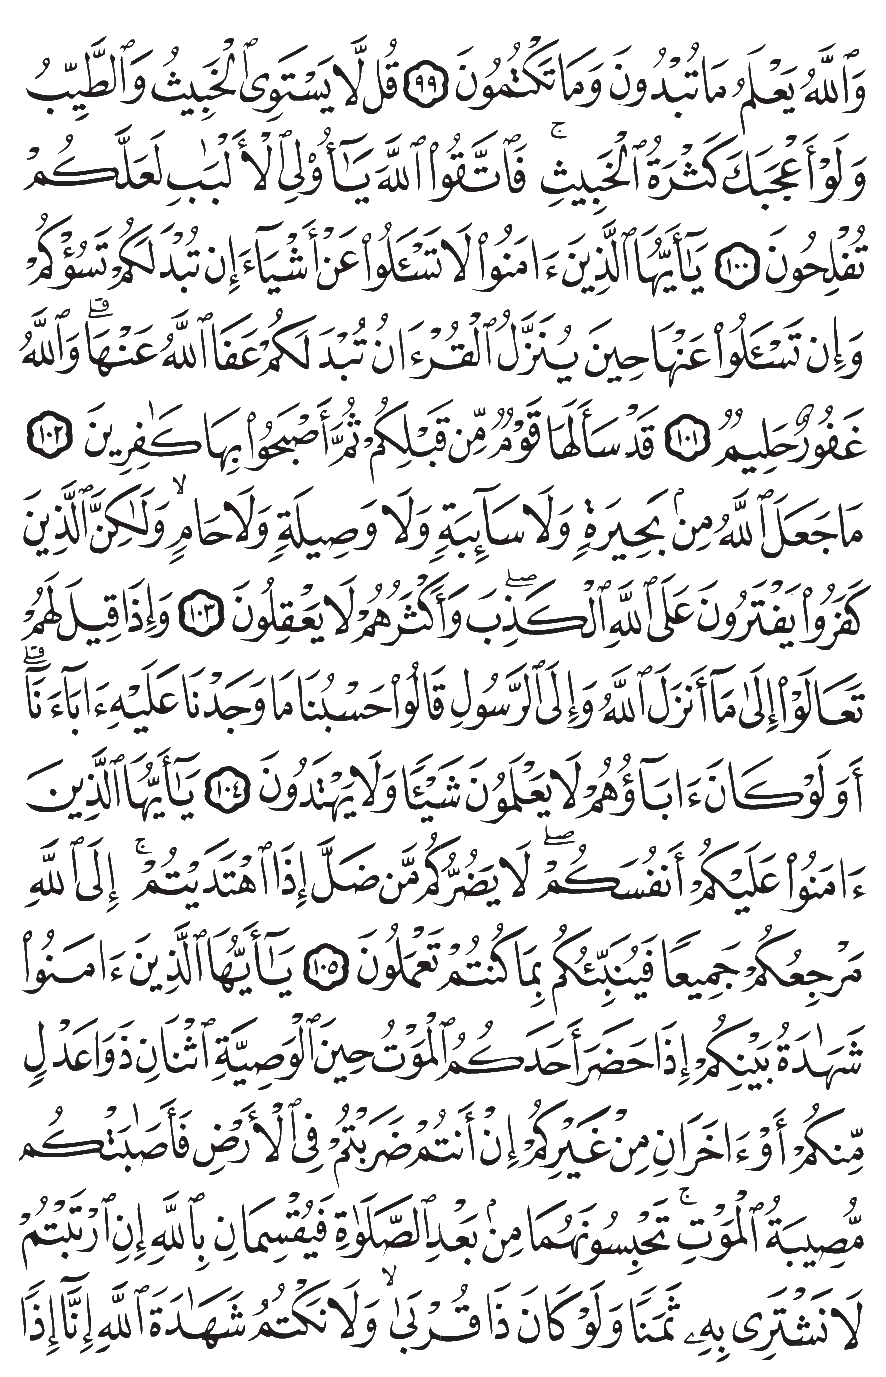 وَٱللَّهُ يَعْلَمُ مَا تُبْدُونَ وَمَا تَكْتُمُونَ ٩٩ قُل لَّا يَسْتَوِى ٱلْخَبِيثُ وَٱلطَّيِّبُ
وَلَوْ أَعْجَبَكَ كَثْرَةُ ٱلْخَبِيثِ ۚ فَٱتَّقُوا۟ ٱللَّهَ يَـٰٓأُو۟لِى ٱلْأَلْبَـٰبِ لَعَلَّكُمْ
تُفْلِحُونَ ١٠٠ يَـٰٓأَيُّهَا ٱلَّذِينَ ءَامَنُوا۟ لَا تَسْـَٔلُوا۟ عَنْ أَشْيَآءَ إِن تُبْدَ لَكُمْ تَسُؤْكُمْ
وَإِن تَسْـَٔلُوا۟ عَنْهَا حِينَ يُنَزَّلُ ٱلْقُرْءَانُ تُبْدَ لَكُمْ عَفَا ٱللَّهُ عَنْهَا ۗ وَٱللَّهُ
غَفُورٌ حَلِيمٌ ١٠١ قَدْ سَأَلَهَا قَوْمٌ مِّن قَبْلِكُمْ ثُمَّ أَصْبَحُوا۟ بِهَا كَـٰفِرِينَ ١٠٢
مَا جَعَلَ ٱللَّهُ مِنۢ بَحِيرَةٍ وَلَا سَآئِبَةٍ وَلَا وَصِيلَةٍ وَلَا حَامٍ ۙ وَلَـٰكِنَّ ٱلَّذِينَ
كَفَرُوا۟ يَفْتَرُونَ عَلَى ٱللَّهِ ٱلْكَذِبَ ۖ وَأَكْثَرُهُمْ لَا يَعْقِلُونَ ١٠٣ وَإِذَا قِيلَ لَهُمْ
تَعَالَوْا۟ إِلَىٰ مَآ أَنزَلَ ٱللَّهُ وَإِلَى ٱلرَّسُولِ قَالُوا۟ حَسْبُنَا مَا وَجَدْنَا عَلَيْهِ ءَابَآءَنَآ ۗ
أَوَلَوْ كَانَ ءَابَآؤُهُمْ لَا يَعْلَمُونَ شَيْـًٔا وَلَا يَهْتَدُونَ ١٠٤ يَـٰٓأَيُّهَا ٱلَّذِينَ
ءَامَنُوا۟ عَلَيْكُمْ أَنفُسَكُمْ ۖ لَا يَضُرُّكُم مَّن ضَلَّ إِذَا ٱهْتَدَيْتُمْ ۚ إِلَى ٱللَّهِ
مَرْجِعُكُمْ جَمِيعًا فَيُنَبِّئُكُم بِمَا كُنتُمْ تَعْمَلُونَ ١٠٥ يَـٰٓأَيُّهَا ٱلَّذِينَ ءَامَنُوا۟
شَهَـٰدَةُ بَيْنِكُمْ إِذَا حَضَرَ أَحَدَكُمُ ٱلْمَوْتُ حِينَ ٱلْوَصِيَّةِ ٱثْنَانِ ذَوَا عَدْلٍ
مِّنكُمْ أَوْ ءَاخَرَانِ مِنْ غَيْرِكُمْ إِنْ أَنتُمْ ضَرَبْتُمْ فِى ٱلْأَرْضِ فَأَصَـٰبَتْكُم
مُّصِيبَةُ ٱلْمَوْتِ ۚ تَحْبِسُونَهُمَا مِنۢ بَعْدِ ٱلصَّلَوٰةِ فَيُقْسِمَانِ بِٱللَّهِ إِنِ ٱرْتَبْتُمْ
لَا نَشْتَرِى بِهِۦ ثَمَنًا وَلَوْ كَانَ ذَا قُرْبَىٰ ۙ وَلَا نَكْتُمُ شَهَـٰدَةَ ٱللَّهِ إِنَّآ إِذًا